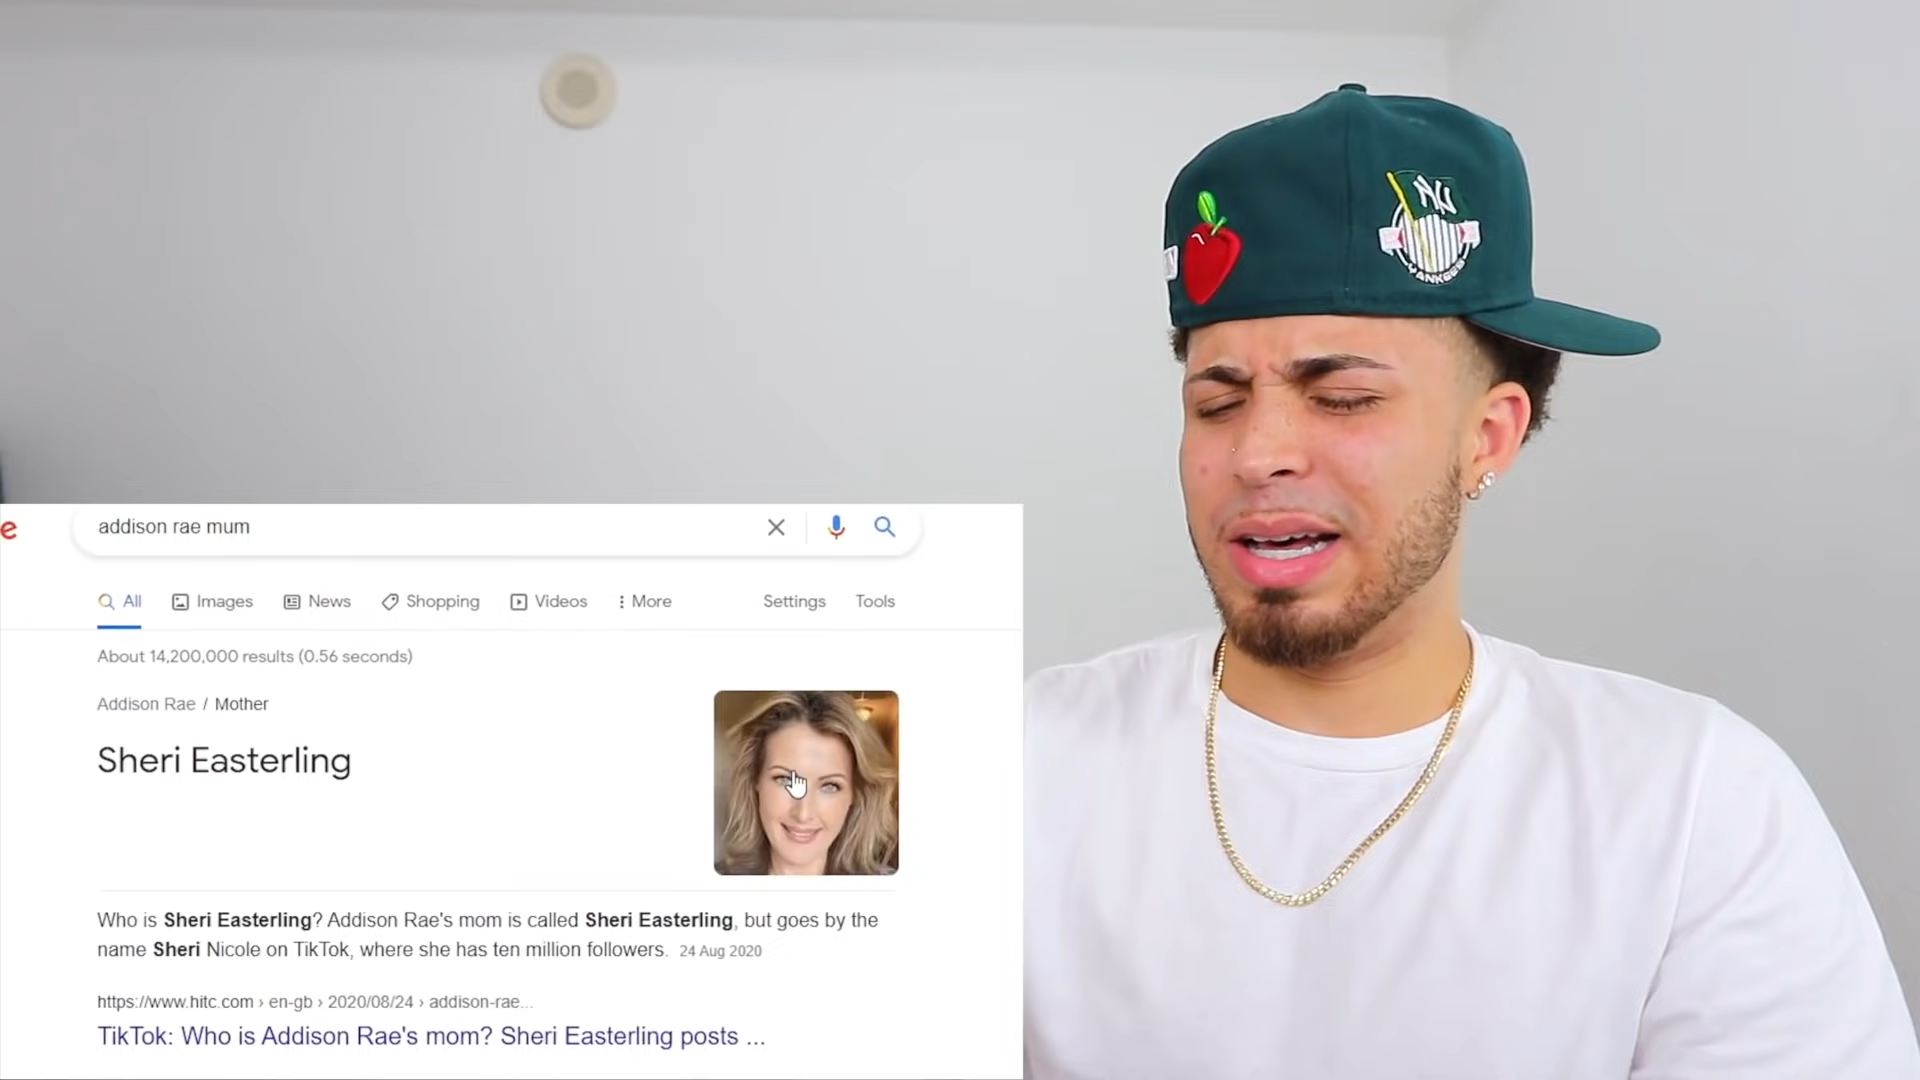 NY
YANKEES
e
addison rae mum
All Images News Shopping Videos More Settings Tools
About 14,200,000 results (0.56 seconds)
Addison Rae / Mother
Sheri Easterling
Who is Sheri Easterling? Addison Rae's mom is called Sheri Easterling, but goes by the
name Sheri Nicole on TikTok, where she has ten million followers. 24 Aug 2020
https://www.hitc.com › en-gb › 2020/08/24 › addison-rae...
TikTok: Who is Addison Rae's mom? Sheri Easterling posts ...